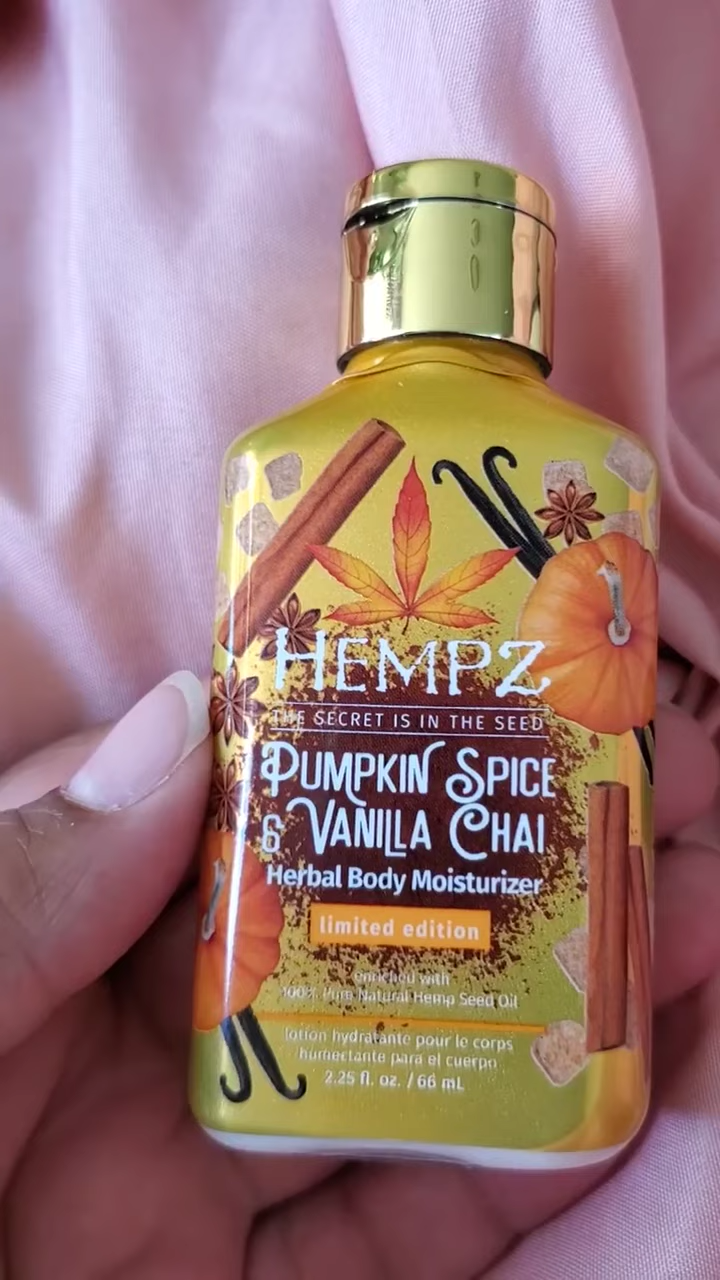 HEMPZ
THE SECRET IS IN THE SEED
PUMPKIN SPICE
& VANILLA CHAI
Herbal Body Moisturizer
limited edition
enriched with
100% Pure Natural Hemp Seed Oil
lotion hydratante pour le corps
humectante para el cuerpo
2.25 fl. oz. / 66 mL